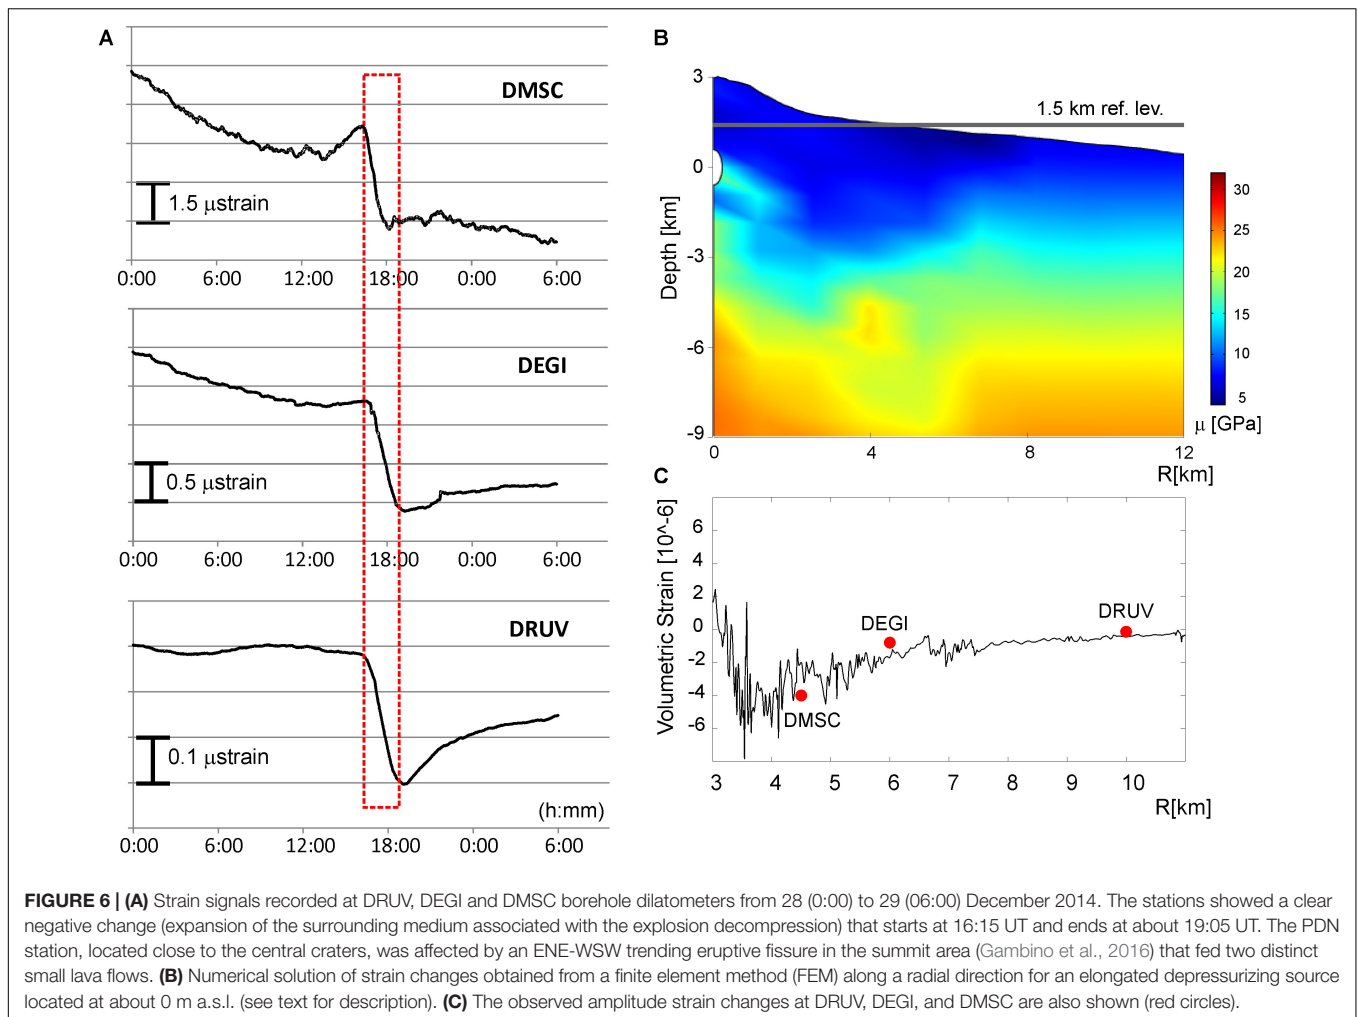 A
DMSC
1.5 μstrain
0:00 6:00 12:00 18:00 0:00 6:00
DEGI
0.5 μstrain
0:00 6:00 12:00 18:00 0:00 6:00
DRUV
0.1 μstrain
(h:mm)
0:00 6:00 12:00 18:00 0:00 6:00
B
3
0
-3
-6
-9
Depth [km]
1.5 km ref. lev.
0 4 8 12
R[km]
30
25
20
15
10
5
μ [GPa]
C
6
4
2
0
-2
-4
-6
Volumetric Strain [10^-6]
DMSC
DEGI
DRUV
3 4 5 6 7 8 9 10
R[km]
FIGURE 6 | (A) Strain signals recorded at DRUV, DEGI and DMSC borehole dilatometers from 28 (0:00) to 29 (06:00) December 2014. The stations showed a clear
negative change (expansion of the surrounding medium associated with the explosion decompression) that starts at 16:15 UT and ends at about 19:05 UT. The PDN
station, located close to the central craters, was affected by an ENE-WSW trending eruptive fissure in the summit area (Gambino et al., 2016) that fed two distinct
small lava flows. (B) Numerical solution of strain changes obtained from a finite element method (FEM) along a radial direction for an elongated depressurizing source
located at about 0 m a.s.l. (see text for description). (C) The observed amplitude strain changes at DRUV, DEGI, and DMSC are also shown (red circles).